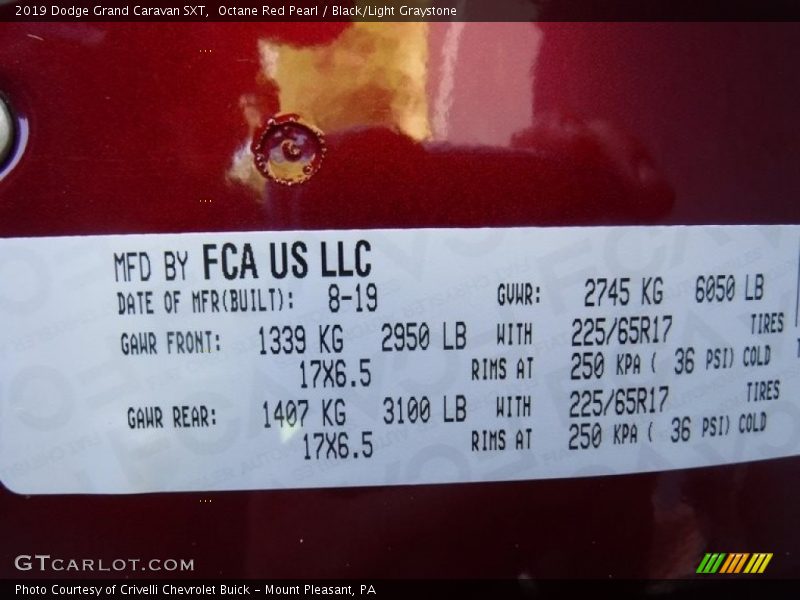 2019 Dodge Grand Caravan SXT,  Octane Red Pearl / Black/Light Graystone
MFD BY FCA US LLC
DATE OF MFR(BUILT): 8-19 GVWR: 2745 KG 6050 LB
GAWR FRONT: 1339 KG 2950 LB WITH 225/65R17 TIRES
17X6.5 RIMS AT 250 KPA ( 36 PSI) COLD
GAWR REAR: 1407 KG 3100 LB WITH 225/65R17 TIRES
17X6.5 RIMS AT 250 KPA ( 36 PSI) COLD
GTCARLOT.COM
Photo Courtesy of Crivelli Chevrolet Buick - Mount Pleasant, PA